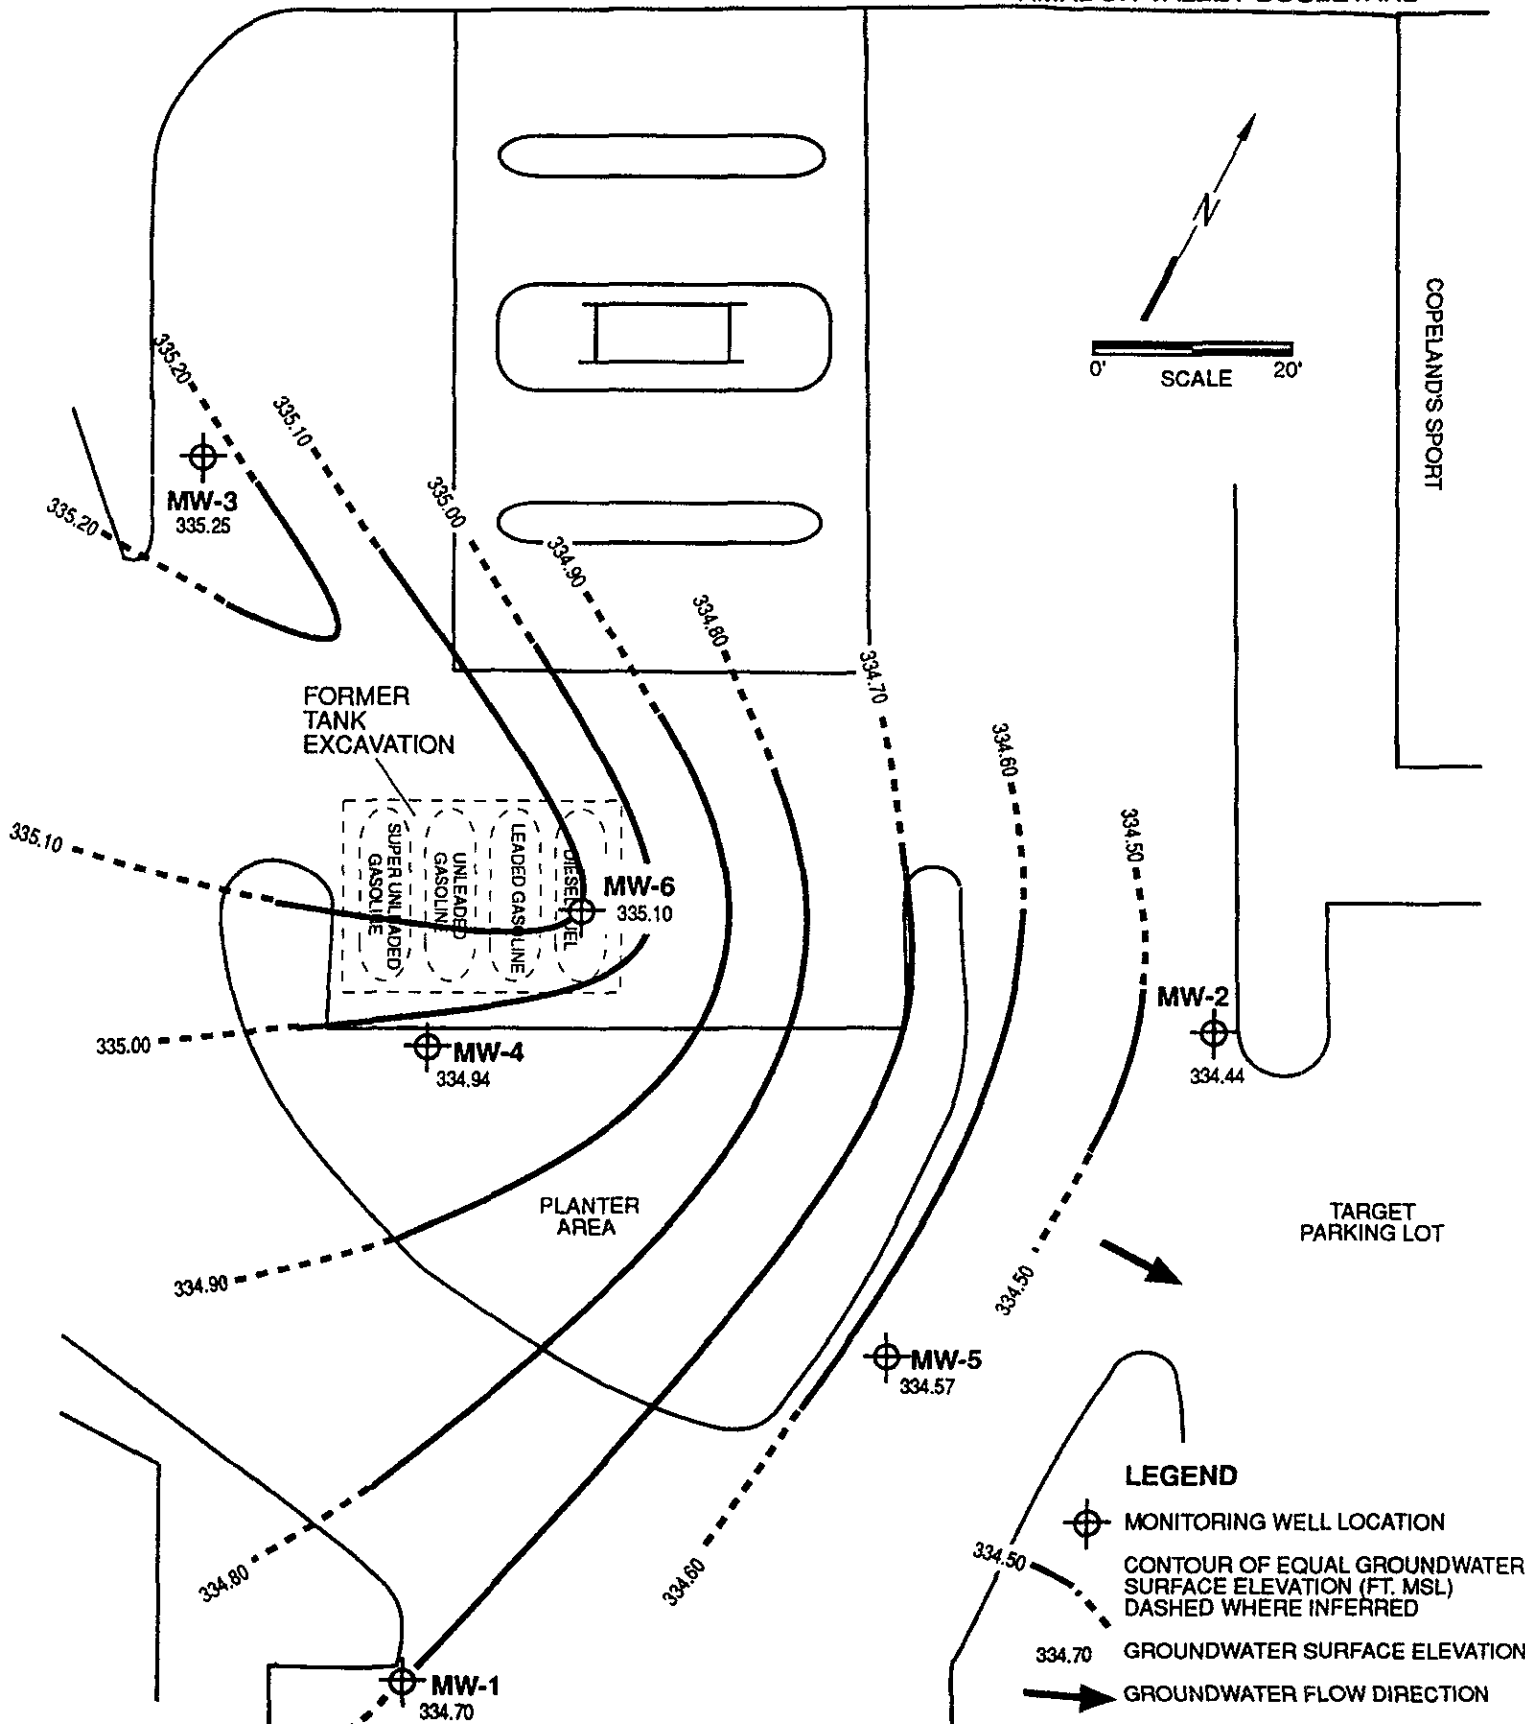 N
0'
20'
SCALE
COPELAND'S SPORT
335.20
335.10
MW-3
335.25
335.20
335.00
334.90
334.80
334.70
334.60
334.50
FORMER
TANK
EXCAVATION
335.10
SUPER UNLEADED
GASOLINE
UNLEADED
GASOLINE
LEADED GASOLINE
MW-6
335.10
335.00
MW-4
334.94
MW-2
334.44
PLANTER
AREA
TARGET
PARKING LOT
334.90
334.50
MW-5
334.57
334.80
334.60
MW-1
334.70
LEGEND
MONITORING WELL LOCATION
334.50
CONTOUR OF EQUAL GROUNDWATER
SURFACE ELEVATION (FT. MSL)
DASHED WHERE INFERRED
334.70 GROUNDWATER SURFACE ELEVATION
GROUNDWATER FLOW DIRECTION